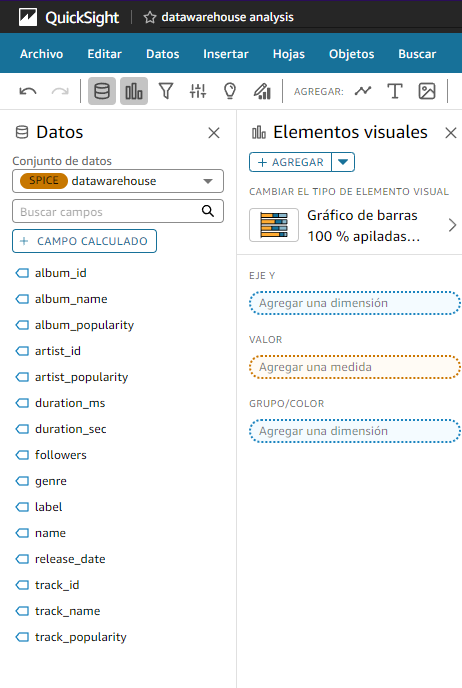 QuickSight
datawarehouse analysis
Archivo Editar Datos Insertar Hojas Objetos Buscar
AGREGAR:
Datos
Conjunto de datos
SPICE datawarehouse
Buscar campos
+ CAMPO CALCULADO
album_id
album_name
album_popularity
artist_id
artist_popularity
duration_ms
duration_sec
followers
genre
label
name
release_date
track_id
track_name
track_popularity
Elementos visuales
+ AGREGAR
CAMBIAR EL TIPO DE ELEMENTO VISUAL
Gráfico de barras
100 % apiladas...
EJE Y
Agregar una dimensión
VALOR
Agregar una medida
GRUPO/COLOR
Agregar una dimensión